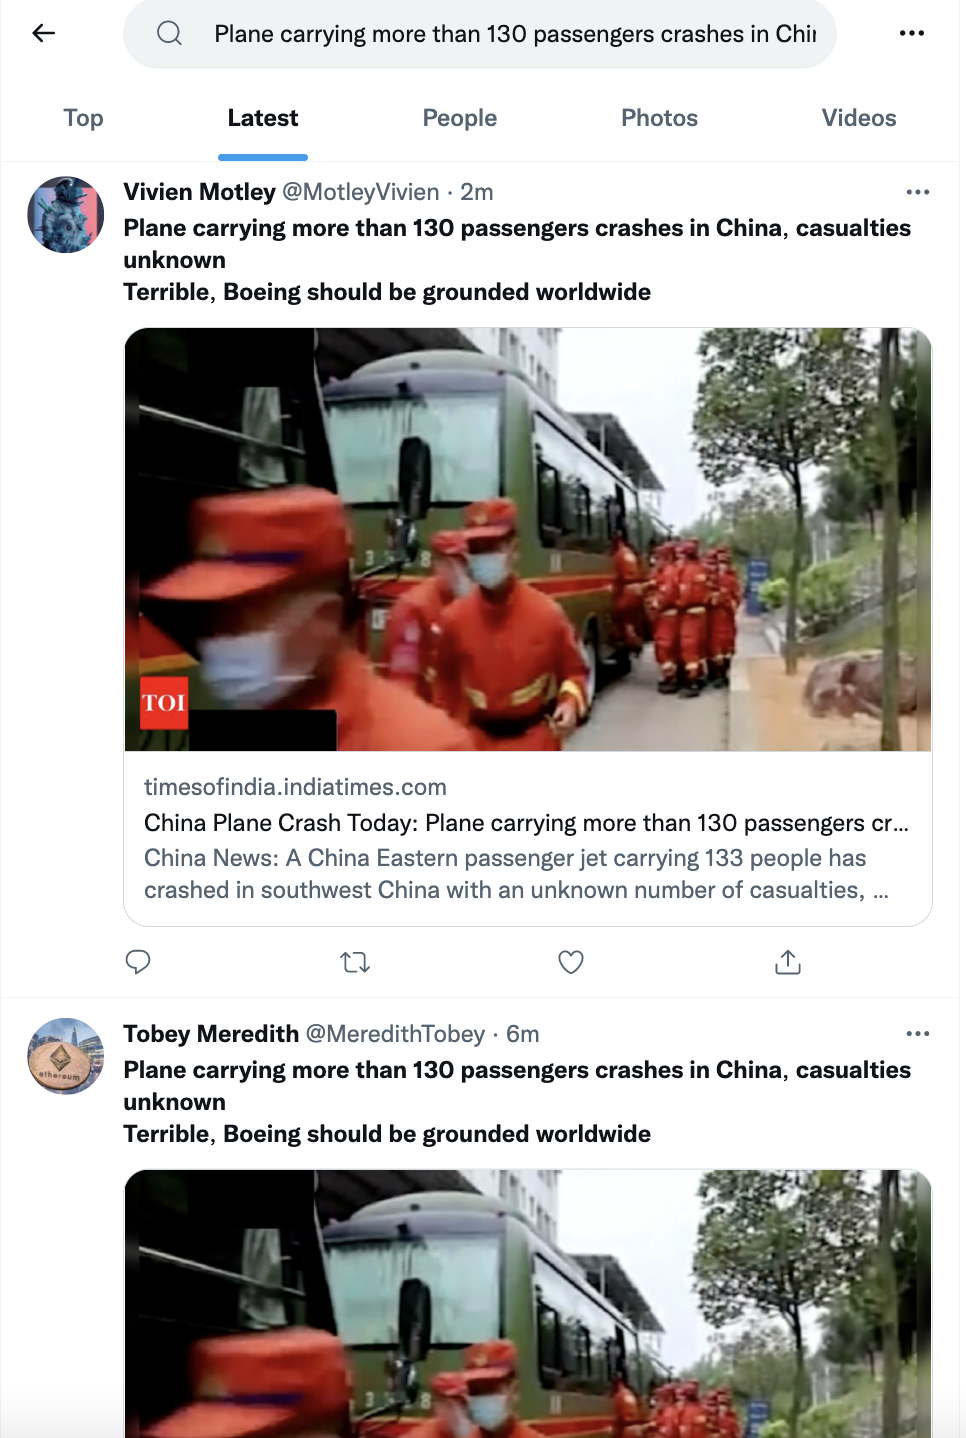 Plane carrying more than 130 passengers crashes in Chi
Top
Latest
People
Photos
Videos
Vivien Motley @MotleyVivien · 2m
Plane carrying more than 130 passengers crashes in China, casualties
unknown
Terrible, Boeing should be grounded worldwide
TOI
timesofindia.indiatimes.com
China Plane Crash Today: Plane carrying more than 130 passengers cr...
China News: A China Eastern passenger jet carrying 133 people has
crashed in southwest China with an unknown number of casualties, ...
ethereum
Tobey Meredith @MeredithTobey · 6m
Plane carrying more than 130 passengers crashes in China, casualties
unknown
Terrible, Boeing should be grounded worldwide